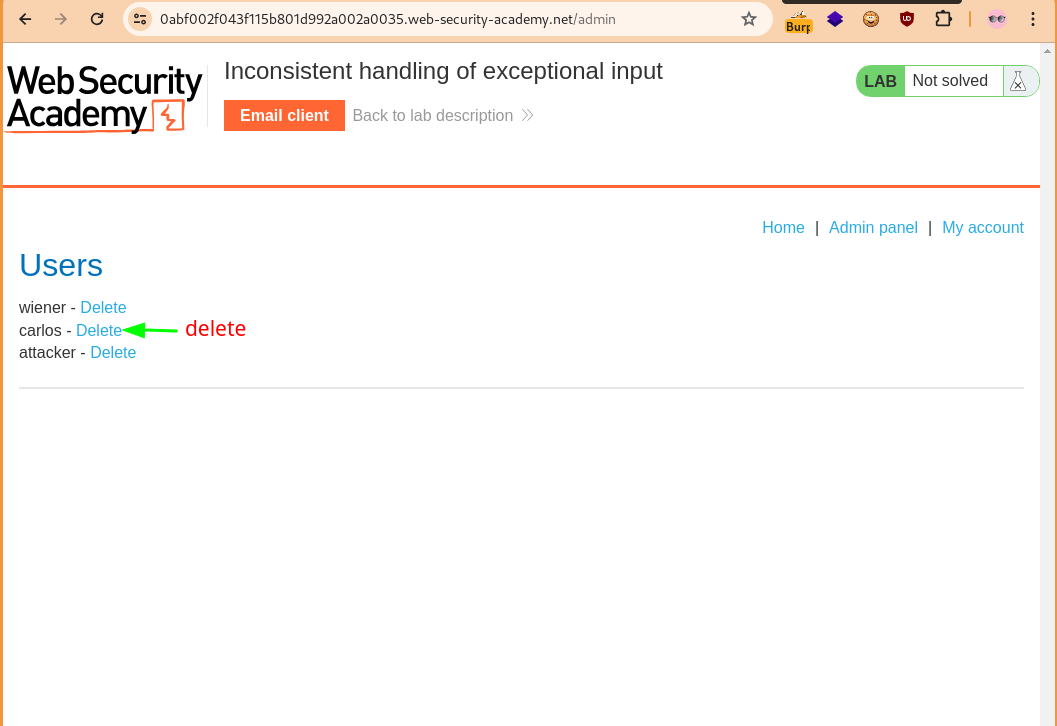 0abf002f043f115b801d992a002a0035.web-security-academy.net/admin
Burp
UD
Web Security
Academy
Inconsistent handling of exceptional input
Email client
Back to lab description
LAB
Not solved
Home | Admin panel | My account
Users
wiener - Delete
carlos - Delete
delete
attacker - Delete